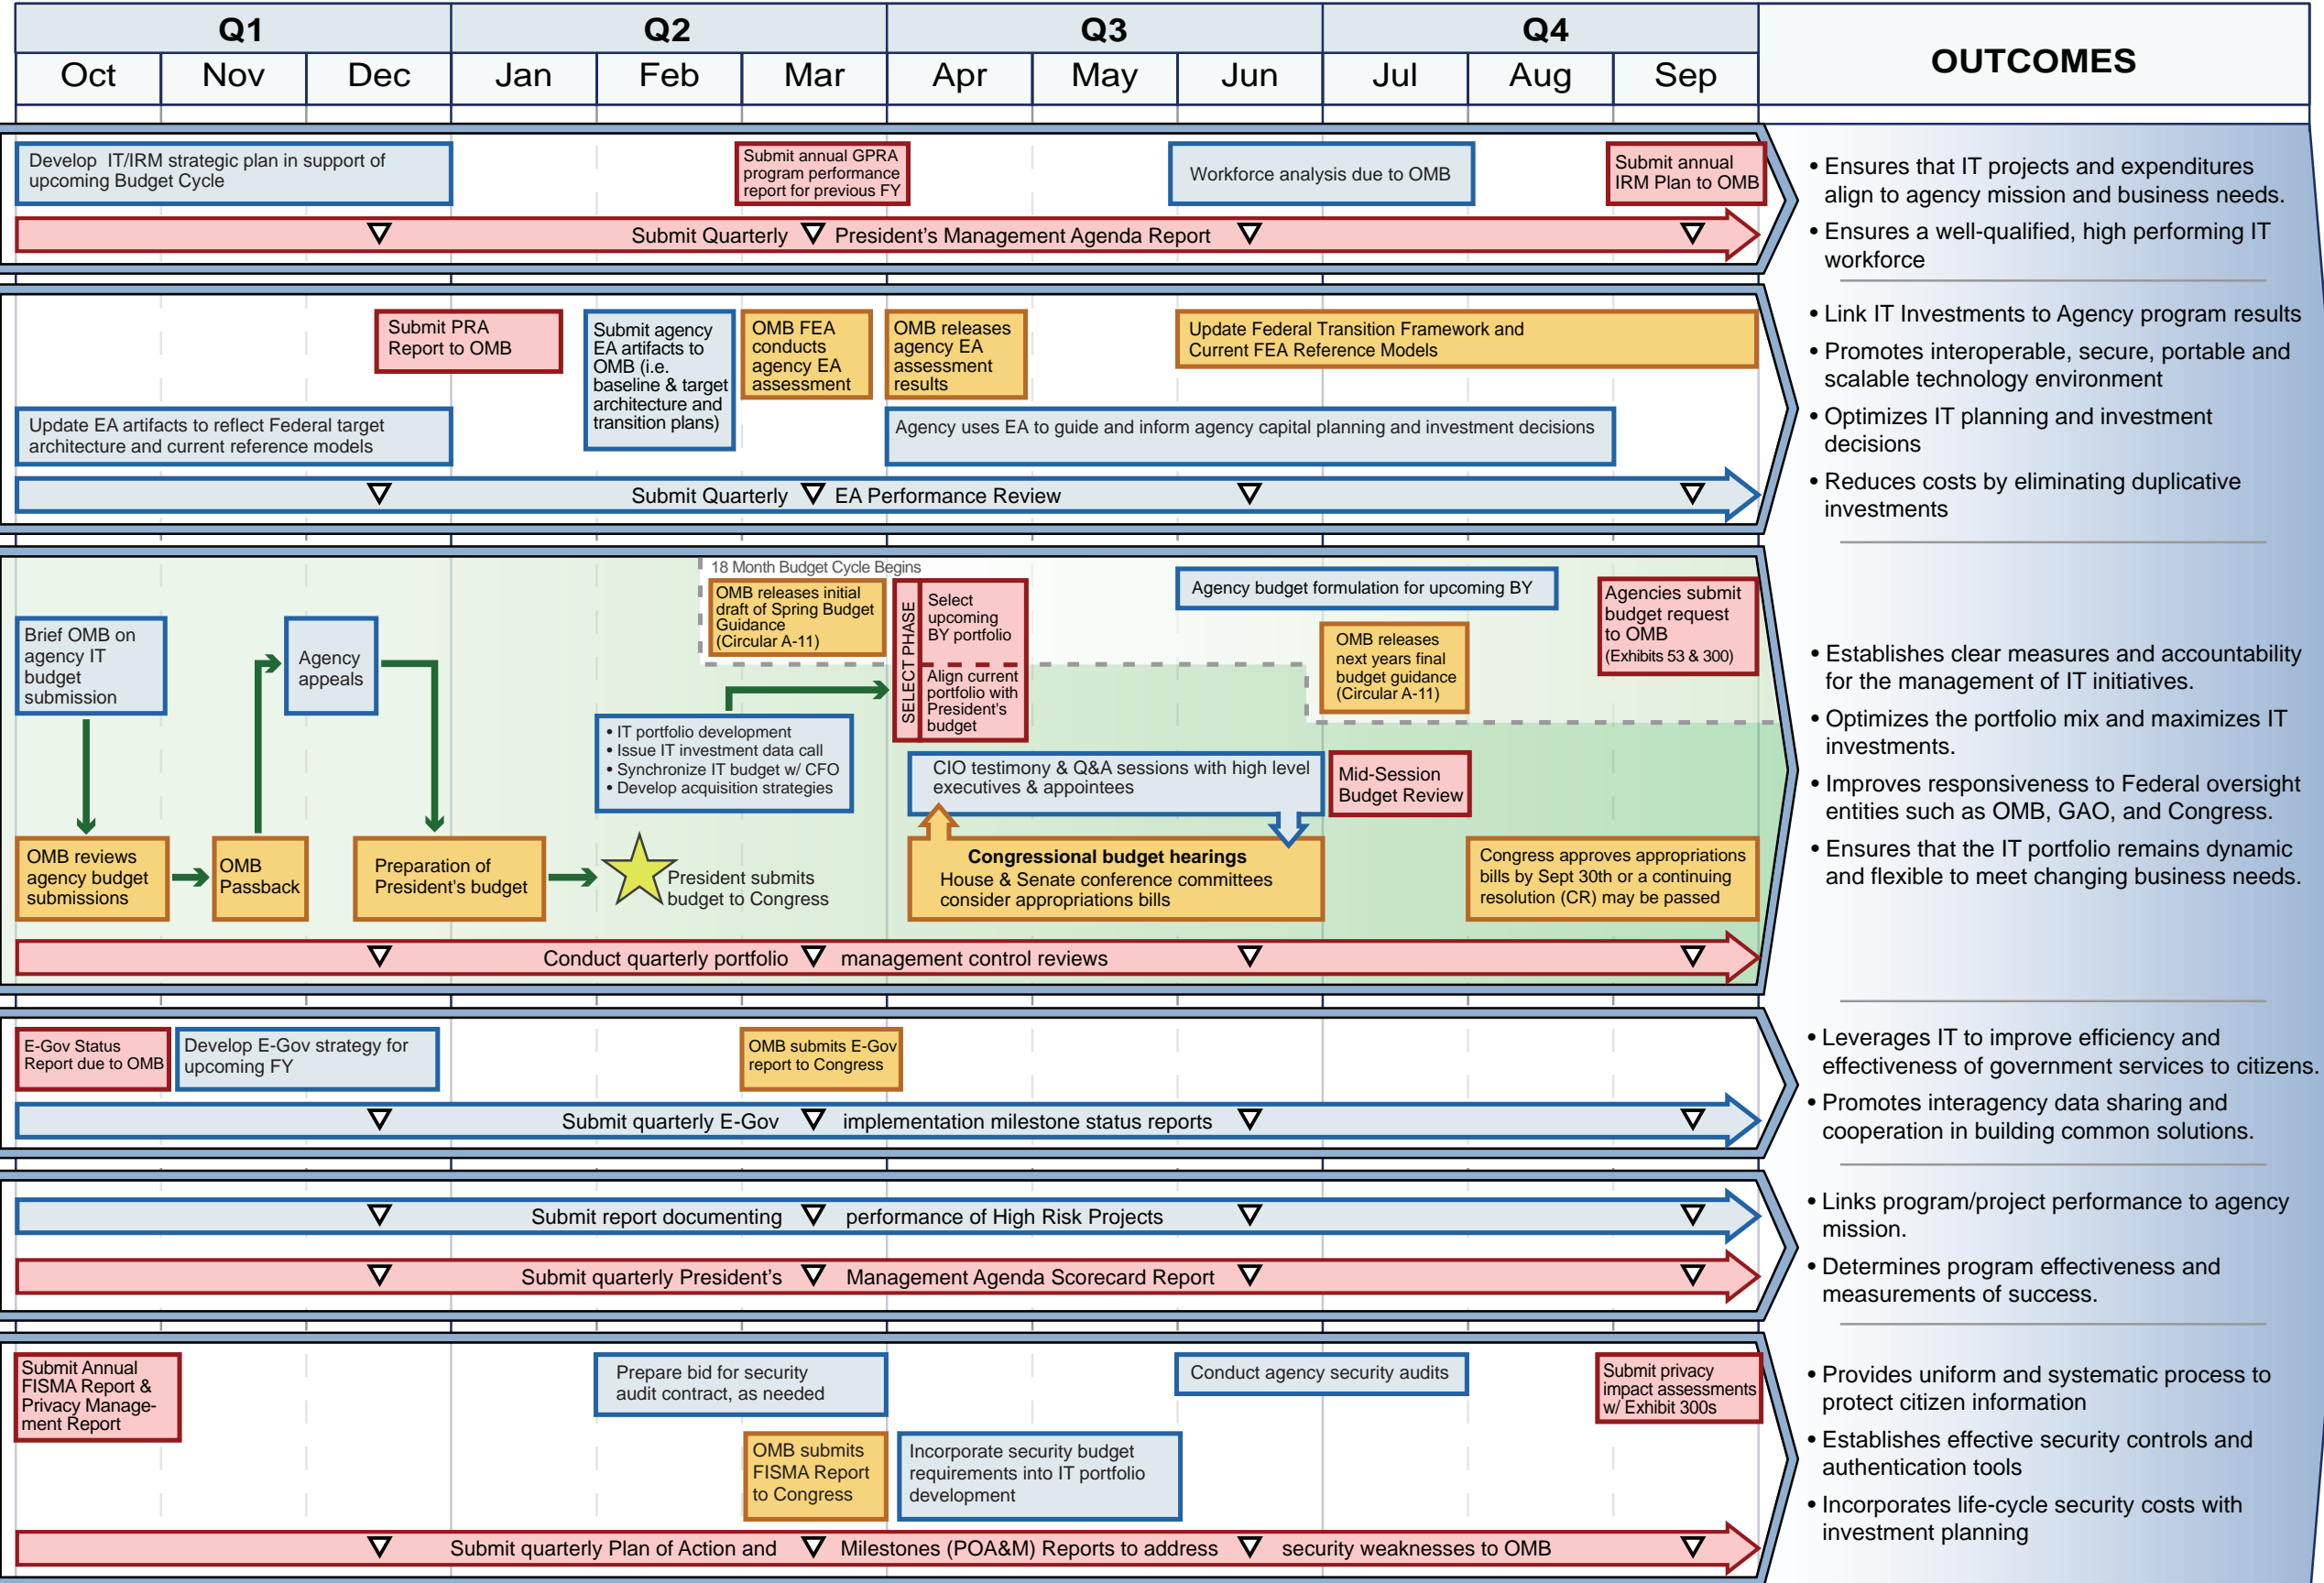 Q1
Q2
Q3
Q4
OUTCOMES
Oct
Nov
Dec
Jan
Feb
Mar
Apr
May
Jun
Jul
Aug
Sep
Develop IT/IRM strategic plan in support of
upcoming Budget Cycle
Submit annual GPRA
program performance
report for previous FY
Workforce analysis due to OMB
Submit annual
IRM Plan to OMB
Submit Quarterly
President's Management Agenda Report
• Ensures that IT projects and expenditures
align to agency mission and business needs.
• Ensures a well-qualified, high performing IT
workforce
Submit PRA
Report to OMB
Submit agency
EA artifacts to
OMB (i.e.
baseline & target
architecture and
transition plans)
OMB FEA
conducts
agency EA
assessment
OMB releases
agency EA
assessment
results
Update Federal Transition Framework and
Current FEA Reference Models
Update EA artifacts to reflect Federal target
architecture and current reference models
Agency uses EA to guide and inform agency capital planning and investment decisions
Submit Quarterly
EA Performance Review
• Link IT Investments to Agency program results
• Promotes interoperable, secure, portable and
scalable technology environment
• Optimizes IT planning and investment
decisions
• Reduces costs by eliminating duplicative
investments
18 Month Budget Cycle Begins
OMB releases initial
draft of Spring Budget
Guidance
(Circular A-11)
SELECT PHASE
Select
upcoming
BY portfolio
Align current
portfolio with
President's
budget
Agency budget formulation for upcoming BY
OMB releases
next years final
budget guidance
(Circular A-11)
Agencies submit
budget request
to OMB
(Exhibits 53 & 300)
Brief OMB on
agency IT
budget
submission
Agency
appeals
• IT portfolio development
• Issue IT investment data call
• Synchronize IT budget w/ CFO
• Develop acquisition strategies
CIO testimony & Q&A sessions with high level
executives & appointees
Mid-Session
Budget Review
OMB reviews
agency budget
submissions
OMB
Passback
Preparation of
President's budget
President submits
budget to Congress
Congressional budget hearings
House & Senate conference committees
consider appropriations bills
Congress approves appropriations
bills by Sept 30th or a continuing
resolution (CR) may be passed
Conduct quarterly portfolio
management control reviews
• Establishes clear measures and accountability
for the management of IT initiatives.
• Optimizes the portfolio mix and maximizes IT
investments.
• Improves responsiveness to Federal oversight
entities such as OMB, GAO, and Congress.
• Ensures that the IT portfolio remains dynamic
and flexible to meet changing business needs.
E-Gov Status
Report due to OMB
Develop E-Gov strategy for
upcoming FY
OMB submits E-Gov
report to Congress
Submit quarterly E-Gov
implementation milestone status reports
• Leverages IT to improve efficiency and
effectiveness of government services to citizens.
• Promotes interagency data sharing and
cooperation in building common solutions.
Submit report documenting
performance of High Risk Projects
Submit quarterly President's
Management Agenda Scorecard Report
• Links program/project performance to agency
mission.
• Determines program effectiveness and
measurements of success.
Submit Annual
FISMA Report &
Privacy Manage-
ment Report
Prepare bid for security
audit contract, as needed
Conduct agency security audits
Submit privacy
impact assessments
w/ Exhibit 300s
OMB submits
FISMA Report
to Congress
Incorporate security budget
requirements into IT portfolio
development
Submit quarterly Plan of Action and
Milestones (POA&M) Reports to address
security weaknesses to OMB
• Provides uniform and systematic process to
protect citizen information
• Establishes effective security controls and
authentication tools
• Incorporates life-cycle security costs with
investment planning